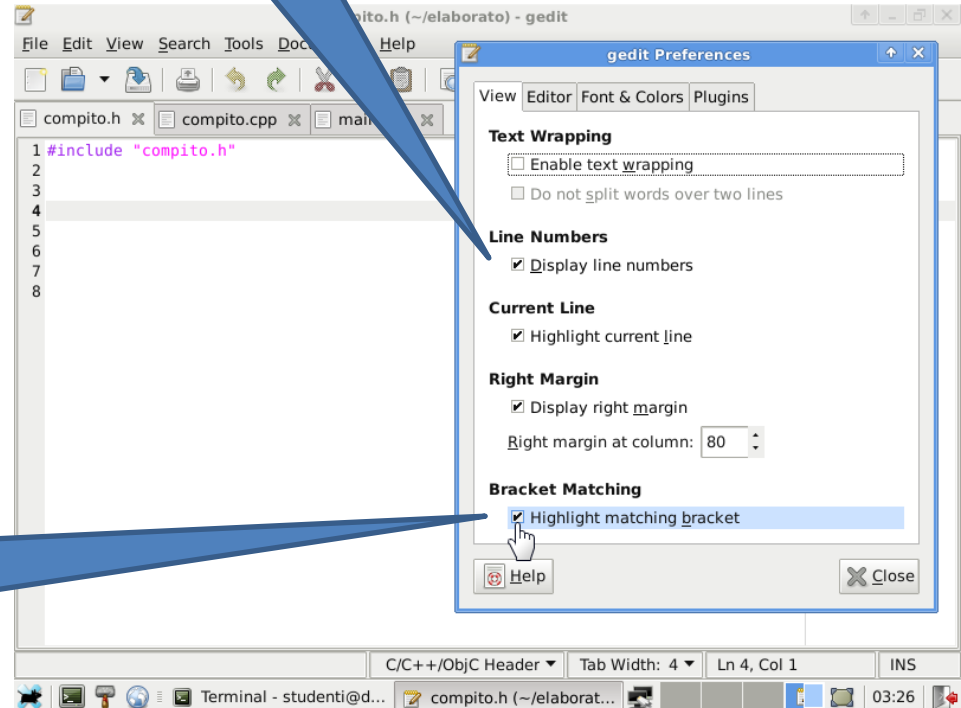 pito.h (~/elaborato) - gedit
File Edit View Search Tools Help
compito.h compito.cpp
1 #include "compito.h"
2
3
4
5
6
7
8
gedit Preferences
View Editor Font & Colors Plugins
Text Wrapping
Enable text wrapping
Do not split words over two lines
Line Numbers
Display line numbers
Current Line
Highlight current line
Right Margin
Display right margin
Right margin at column: 80
Bracket Matching
Highlight matching bracket
Help Close
C/C++/ObjC Header Tab Width: 4 Ln 4, Col 1 INS
Terminal - studenti@d... compito.h (~/elaborat... 03:26